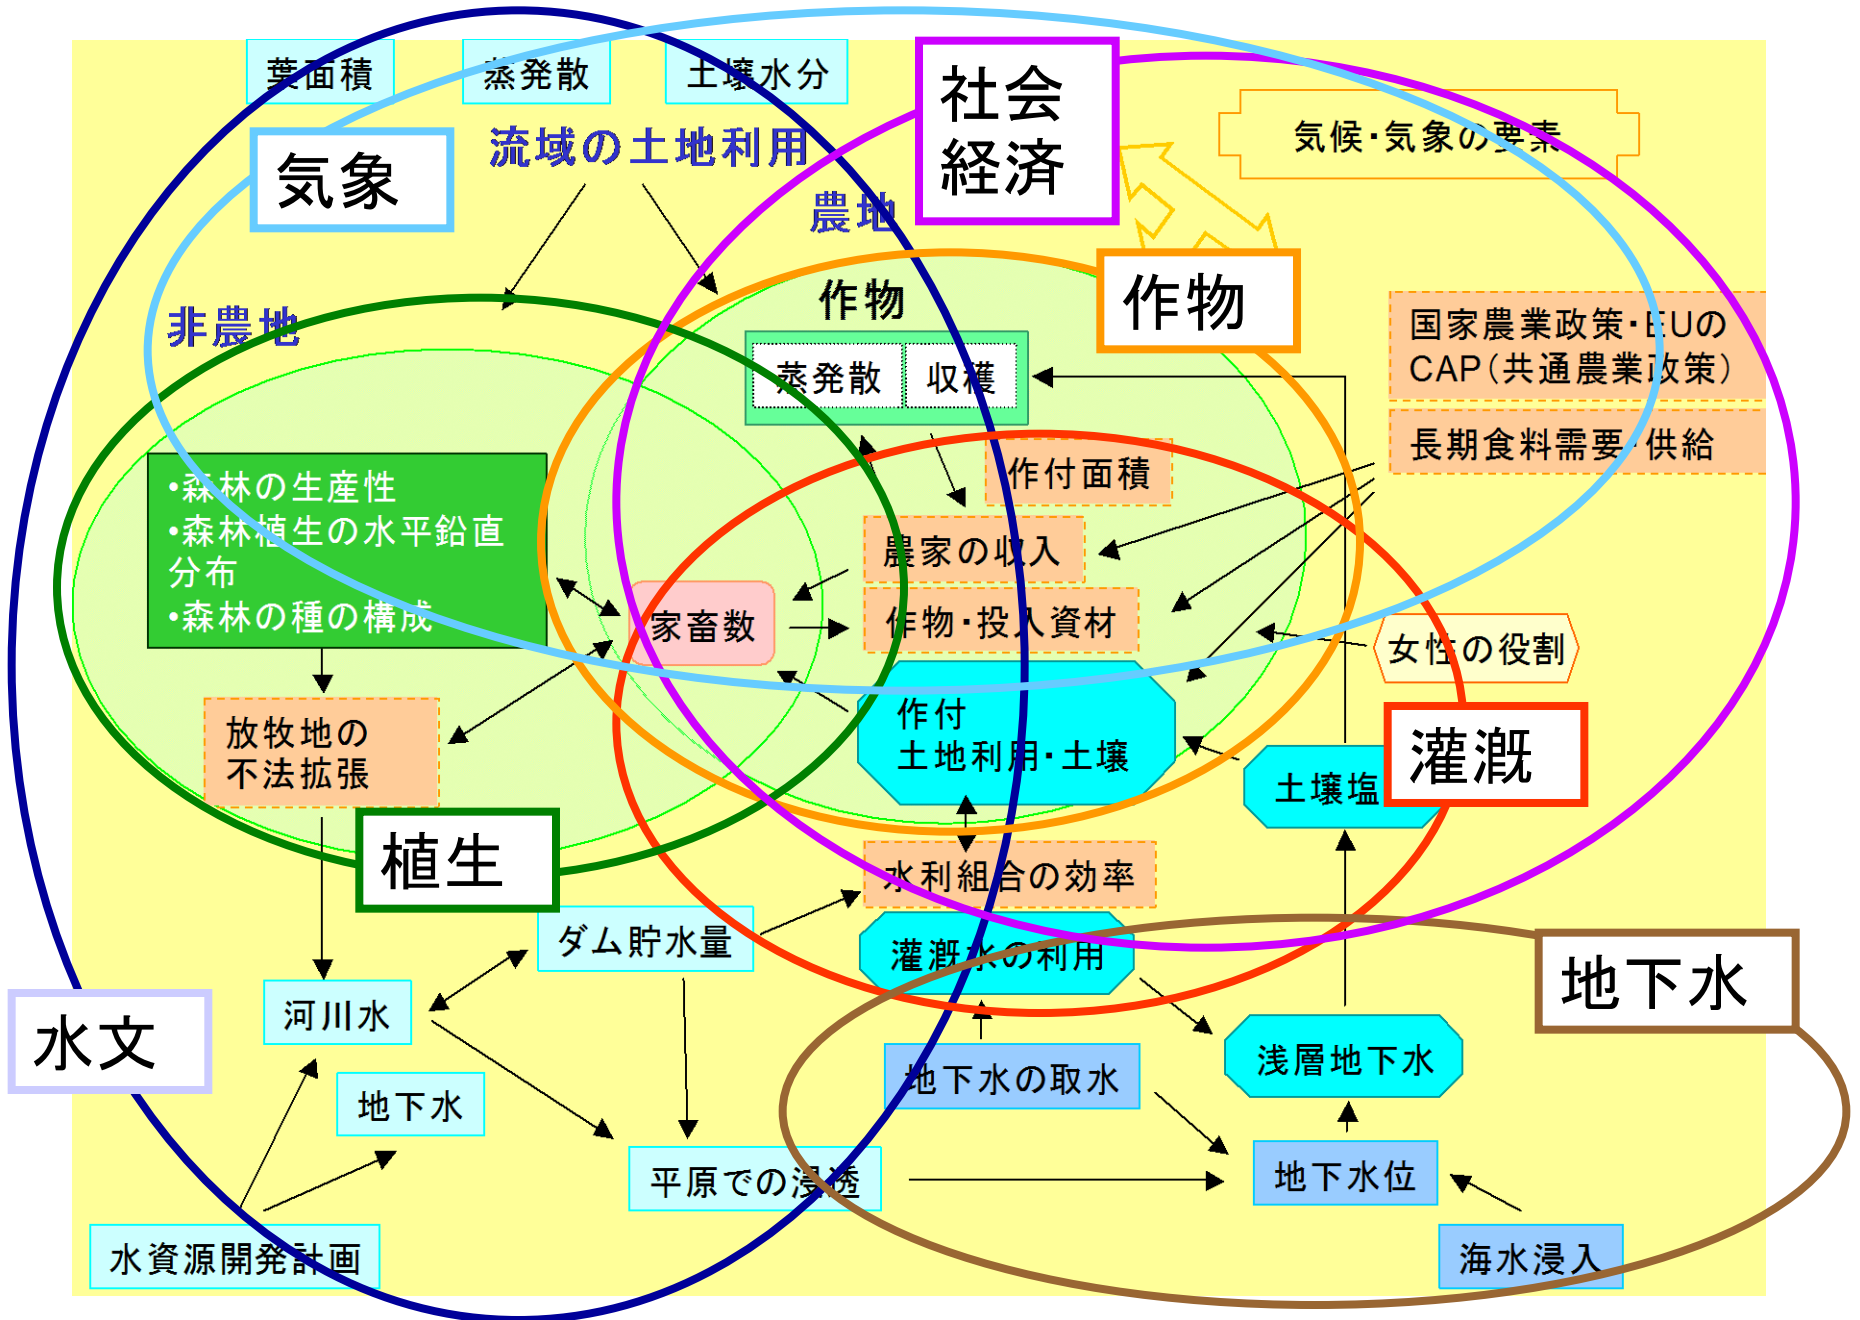 葉面積
蒸発散
土壌水分
社会
経済
気候・気象の要素
流域の土地利用
気象
農地
作物
作物
非農地
国家農業政策・EUの
CAP(共通農業政策)
蒸発散
収穫
長期食料需要・供給
作付面積
•森林の生産性
•森林植生の水平鉛直
分布
•森林の種の構成
農家の収入
家畜数
作物・投入資材
女性の役割
作付
土地利用・土壌
放牧地の
不法拡張
灌漑
土壌塩
植生
水利組合の効率
ダム貯水量
灌漑水の利用
地下水
河川水
水文
浅層地下水
地下水の取水
地下水
平原での浸透
地下水位
水資源開発計画
海水浸入